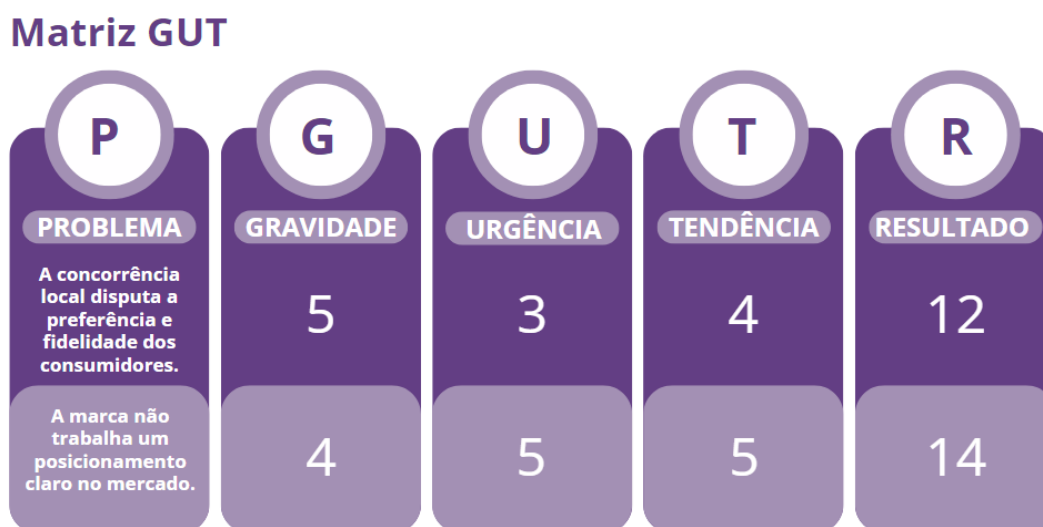 Matriz GUT
P G U T R
PROBLEMA GRAVIDADE URGÊNCIA TENDÊNCIA RESULTADO
A concorrência
local disputa a
preferência e
fidelidade dos
consumidores.
5 3 4 12
A marca não
trabalha um
posicionamento
claro no mercado.
4 5 5 14